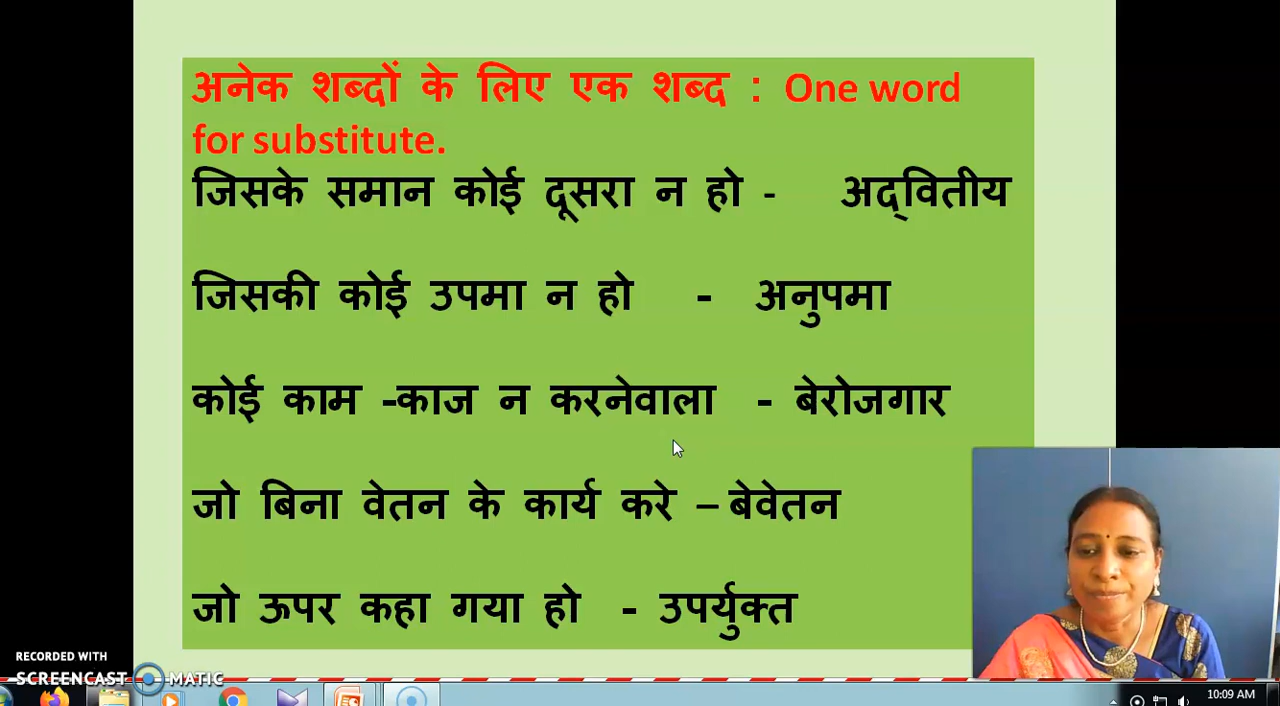 अनेक शब्दों के लिए एक शब्द : One word
for substitute.
जिसके समान कोई दूसरा न हो - अद्वितीय
जिसकी कोई उपमा न हो - अनुपमा
कोई काम -काज न करनेवाला - बेरोजगार
जो बिना वेतन के कार्य करे – बेवेतन
जो ऊपर कहा गया हो - उपर्युक्त
RECORDED WITH
SCREENCAST MATIC
10:09 AM